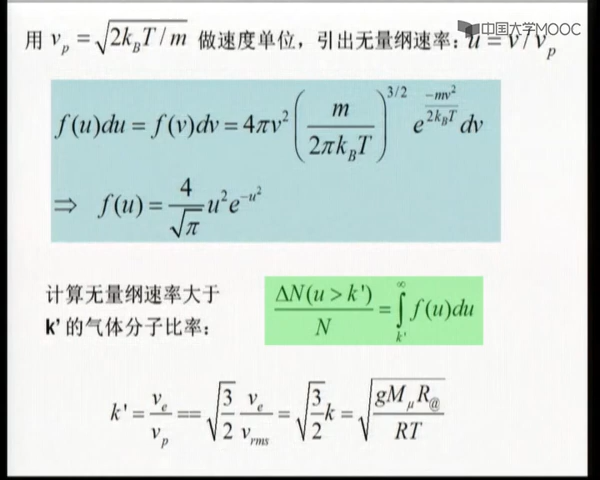 中国大学MOOC
用 v_p = √(2k_BT / m) 做速度单位，引出无量纲速率：u = v / v_p
f(u)du = f(v)dv = 4πv² (m / 2πk_BT)^{3/2} e^{-mv² / 2k_BT} dv
⇒ f(u) = 4/√π u² e^{-u²}
计算无量纲速率大于
k'的气体分子比率：
ΔN(u > k') / N = ∫_{k'}^{∞} f(u)du
k' = v_e / v_p == √(3/2) v_e / v_rms = √(3/2) k = √(gM_μR_@ / RT)